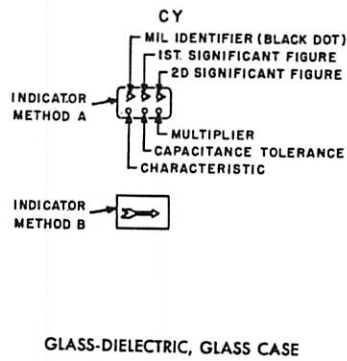 CY
MIL IDENTIFIER (BLACK DOT)
1ST. SIGNIFICANT FIGURE
2D SIGNIFICANT FIGURE
INDICATOR
METHOD A
MULTIPLIER
CAPACITANCE TOLERANCE
CHARACTERISTIC
INDICATOR
METHOD B
GLASS-DIELECTRIC, GLASS CASE